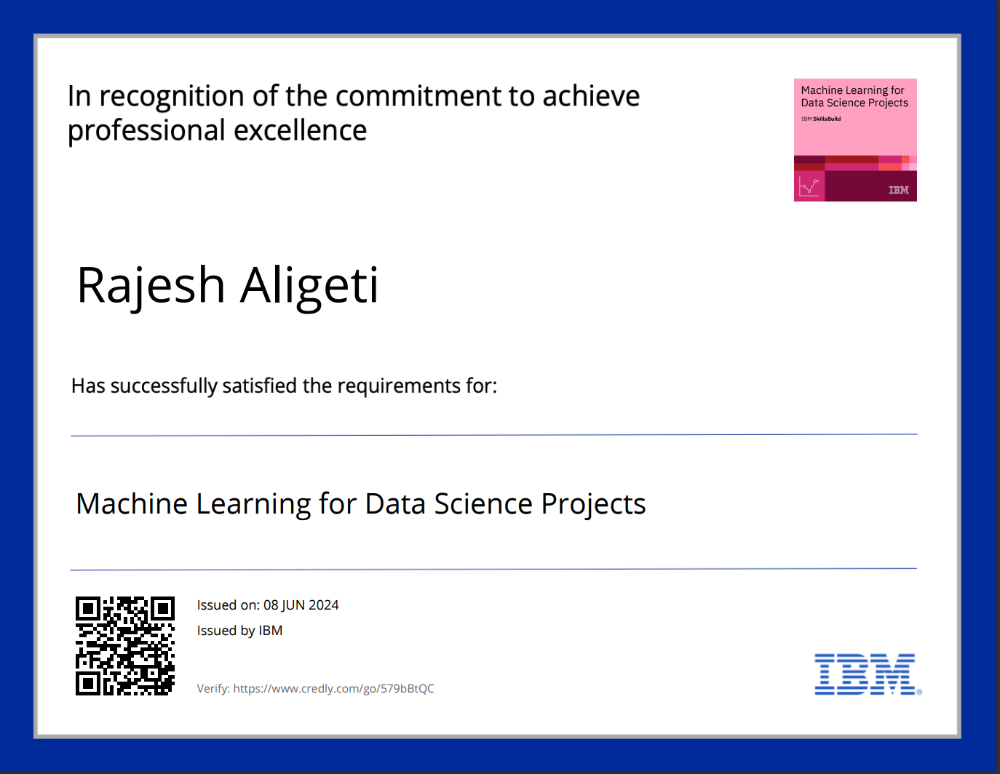 In recognition of the commitment to achieve
professional excellence
Machine Learning for
Data Science Projects
IBM SkillsBuild
IBM
Rajesh Aligeti
Has successfully satisfied the requirements for:
Machine Learning for Data Science Projects
Issued on: 08 JUN 2024
Issued by IBM
Verify: https://www.credly.com/go/579bBtQC
IBM®